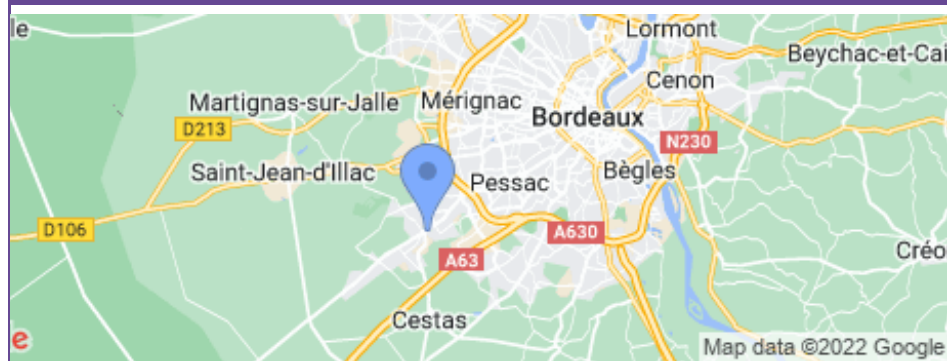 le
Lormont
Beychac-et-Cai
Cenon
Martignas-sur-Jalle
Mérignac
Bordeaux
D213
N230
Saint-Jean-d'Illac
Pessac
Bègles
D106
A630
A63
Créo
Cestas
e
Map data ©2022 Google